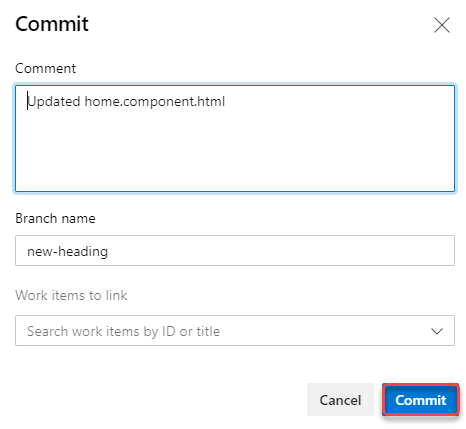 Commit
Comment
Updated home.component.html
Branch name
new-heading
Work items to link
Search work items by ID or title
Cancel
Commit